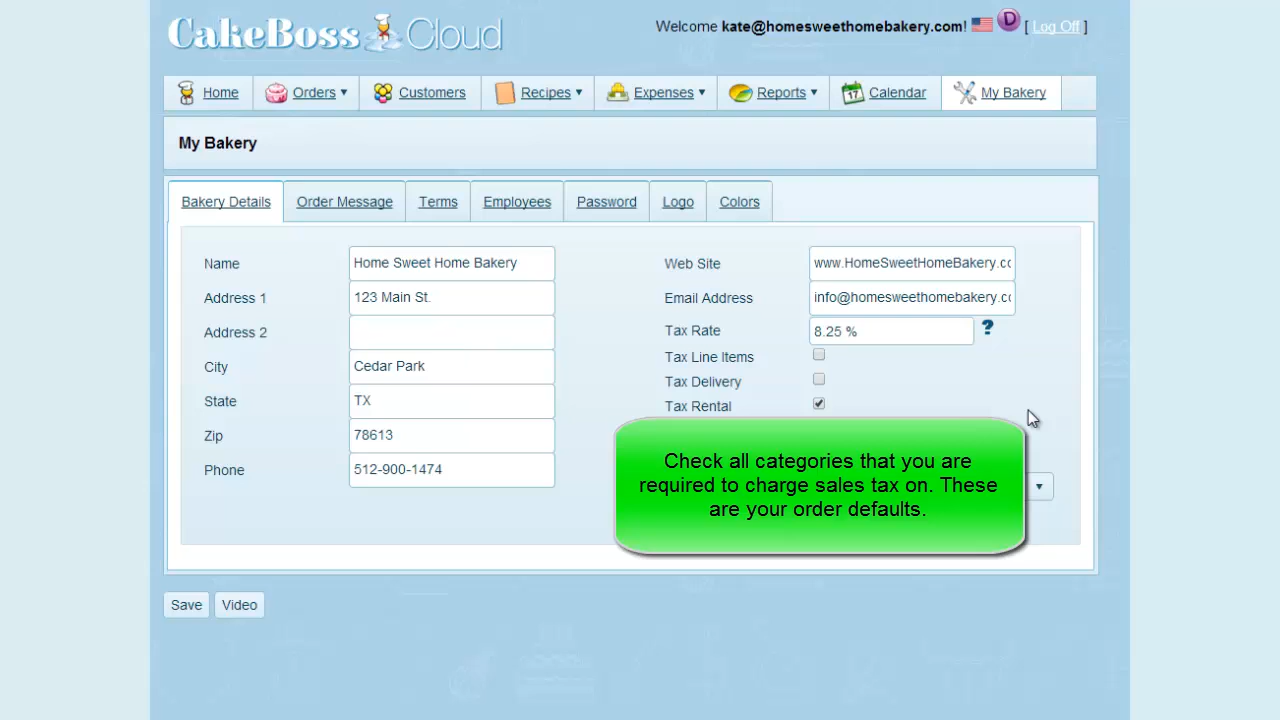 CakeBoss Cloud
Welcome kate@homesweethomebakery.com! D [ Log Off ]
Home Orders ▼ Customers Recipes ▼ Expenses ▼ Reports ▼ 17 Calendar My Bakery
My Bakery
Bakery Details Order Message Terms Employees Password Logo Colors
Name Home Sweet Home Bakery
Address 1 123 Main St.
Address 2
City Cedar Park
State TX
Zip 78613
Phone 512-900-1474
Web Site www.HomeSweetHomeBakery.cc
Email Address info@homesweethomebakery.cc
Tax Rate 8.25 % ?
Tax Line Items
Tax Delivery
Tax Rental
Check all categories that you are
required to charge sales tax on. These
are your order defaults.
Save Video